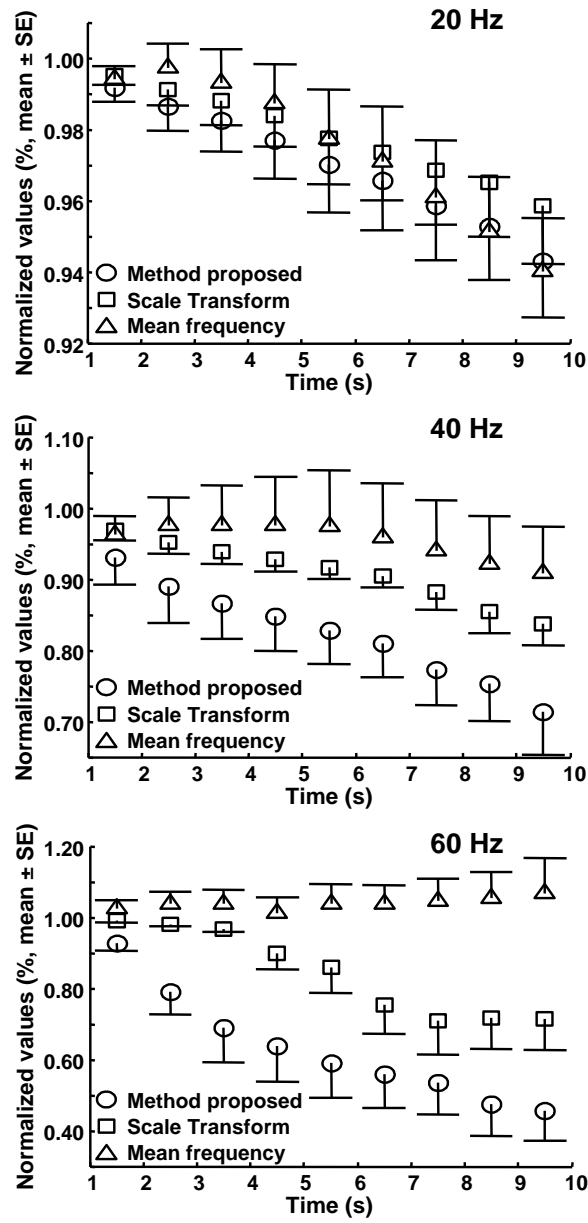 20 Hz
Normalized values (%, mean ± SE)
1.00
0.98
0.96
0.94
0.92
Method proposed
Scale Transform
Mean frequency
1 2 3 4 5 6 7 8 9 10
Time (s)
40 Hz
Normalized values (%, mean ± SE)
1.10
1.00
0.90
0.80
0.70
Method proposed
Scale Transform
Mean frequency
1 2 3 4 5 6 7 8 9 10
Time (s)
60 Hz
Normalized values (%, mean ± SE)
1.20
1.00
0.80
0.60
0.40
Method proposed
Scale Transform
Mean frequency
1 2 3 4 5 6 7 8 9 10
Time (s)